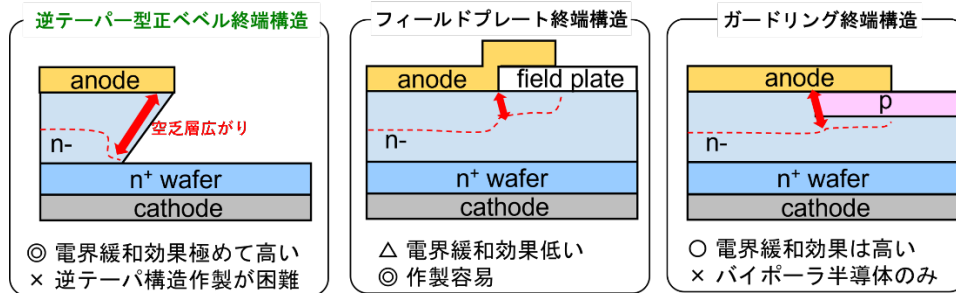 逆テーパー型正ベベル終端構造
anode
空乏層広がり
n-
n+ wafer
cathode
◎ 電界緩和効果極めて高い
× 逆テーパ構造作製が困難
フィールドプレート終端構造
anode
field plate
n-
n+ wafer
cathode
△ 電界緩和効果低い
◎ 作製容易
ガードリング終端構造
anode
p
n-
n+ wafer
cathode
○ 電界緩和効果は高い
× バイポーラ半導体のみ